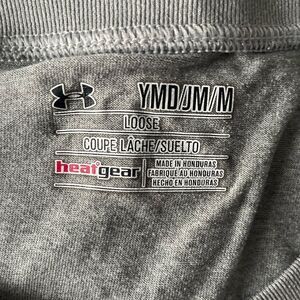 YMD/JM/M
LOOSE
COUPE LÂCHE/SUELTO
heatgear
MADE IN HONDURAS
FABRIQUÉ AU HONDURAS
HECHO EN HONDURAS